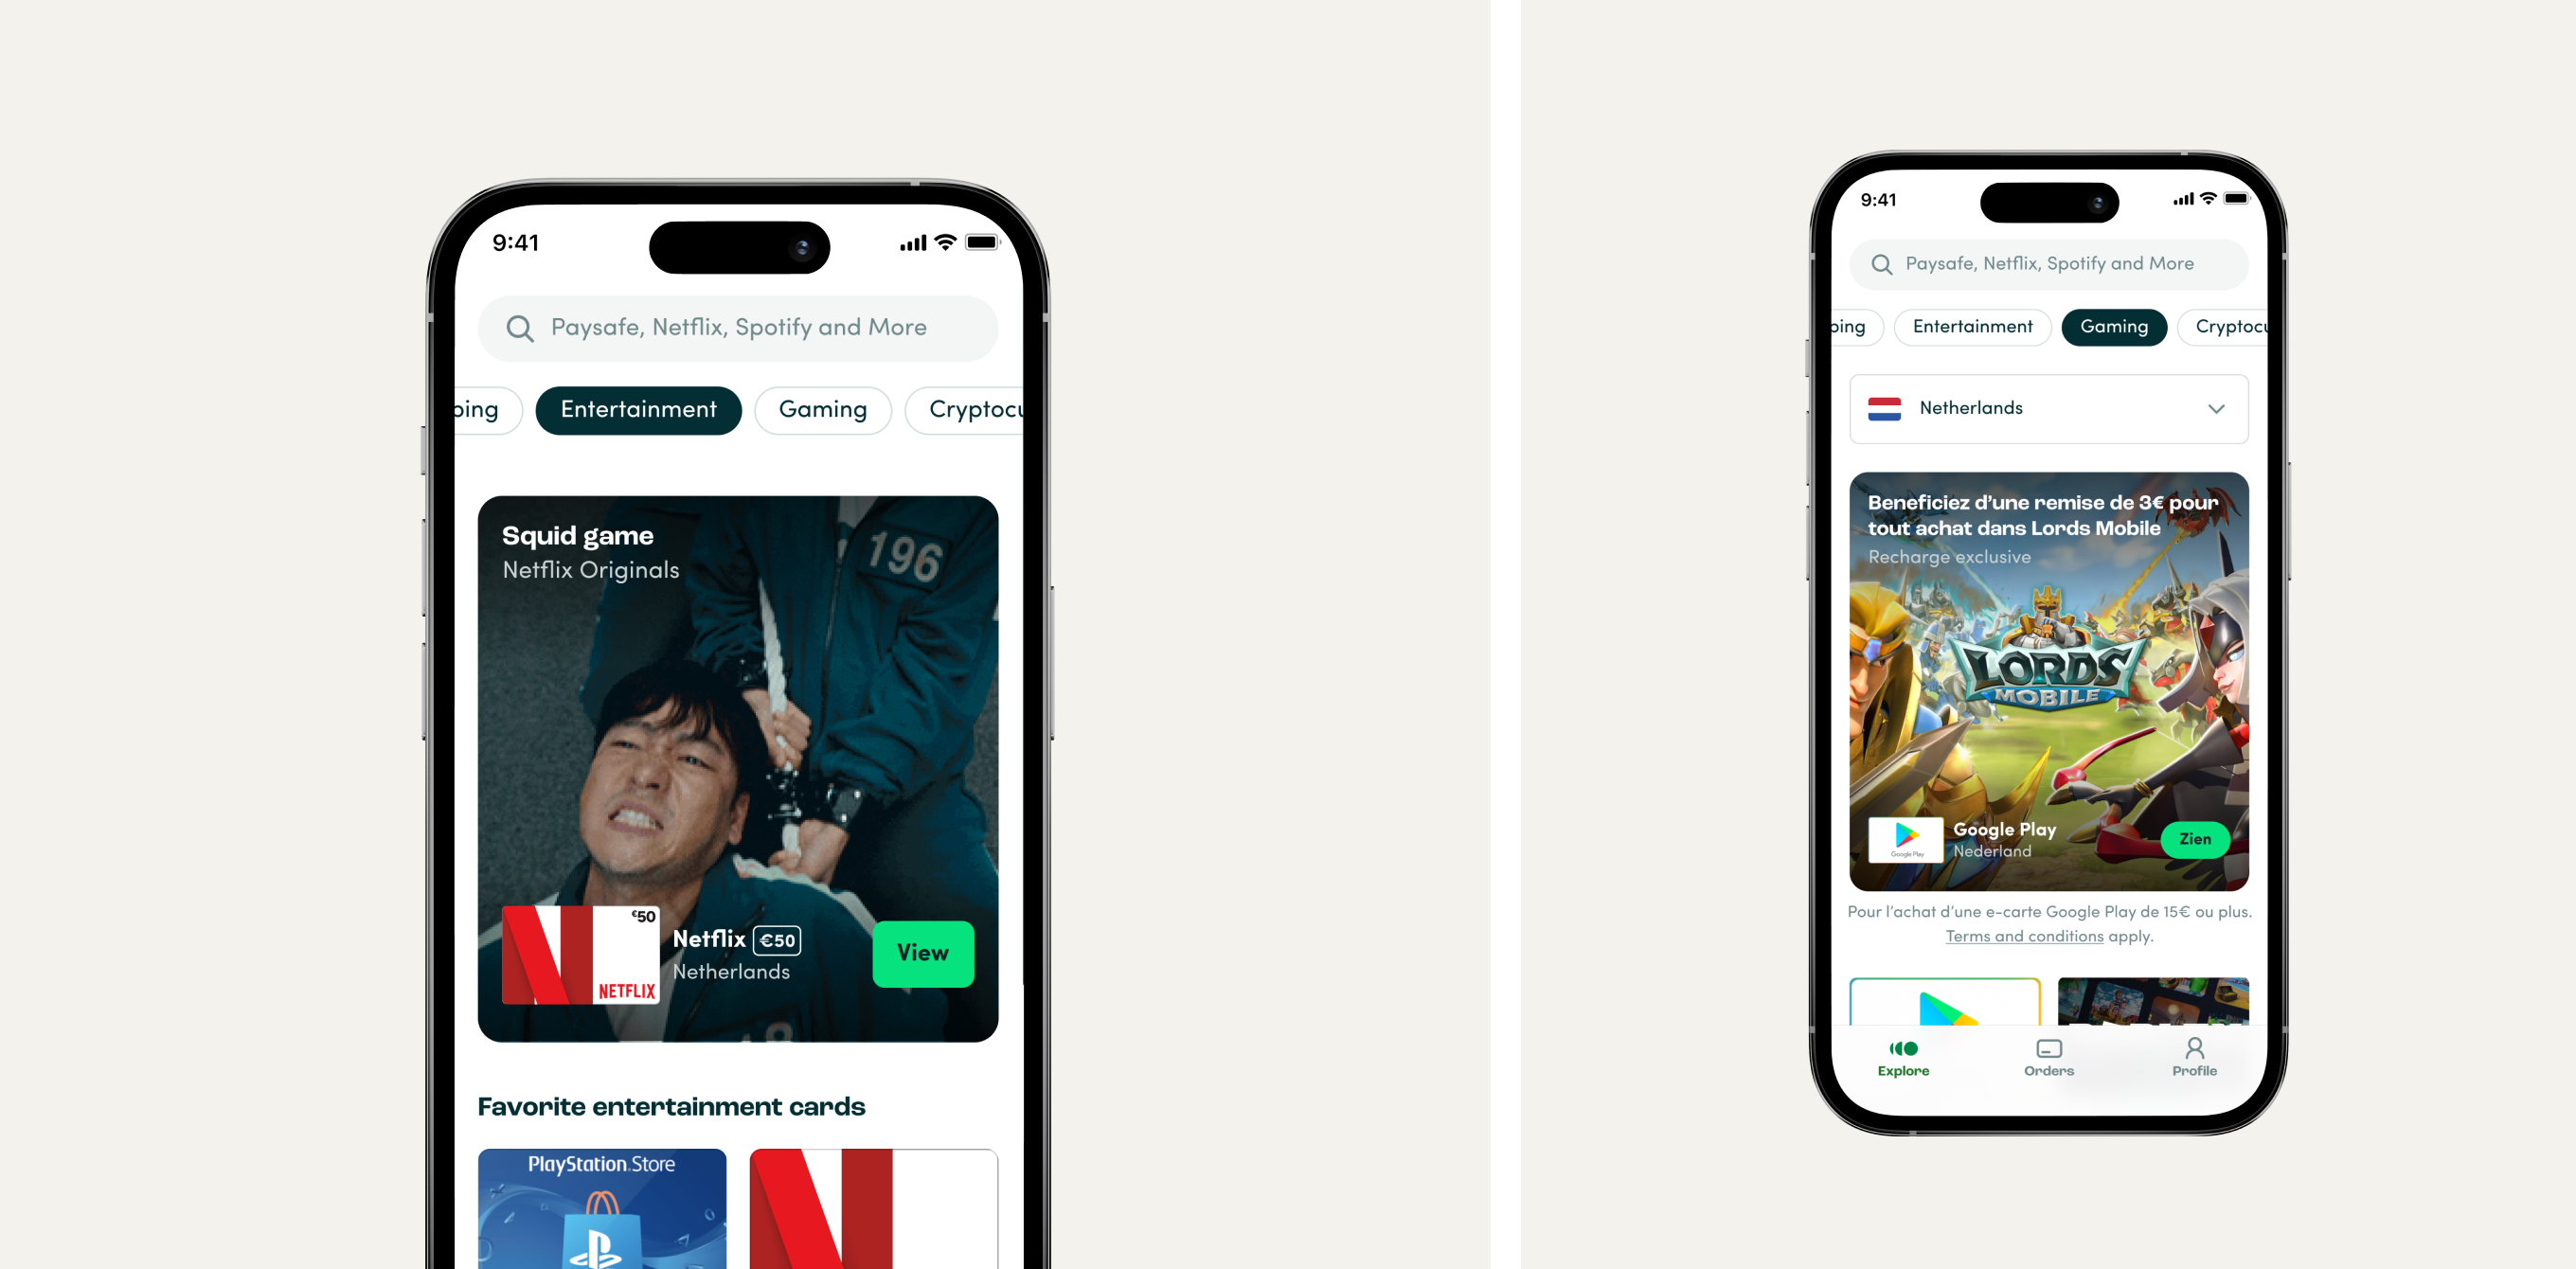 9:41
Paysafe, Netflix, Spotify and More
ping
Entertainment
Gaming
Cryptocu
Squid game
Netflix Originals
196
€50
NETFLIX
Netflix €50
Netherlands
View
Favorite entertainment cards
PlayStation.Store
9:41
Paysafe, Netflix, Spotify and More
ping
Entertainment
Gaming
Cryptocu
Netherlands
Beneficiez d’une remise de 3€ pour
tout achat dans Lords Mobile
Recharge exclusive
LORDS
MOBILE
Google Play
Google Play
Nederland
Zien
Pour l’achat d’une e-carte Google Play de 15€ ou plus.
Terms and conditions apply.
Explore
Orders
Profile